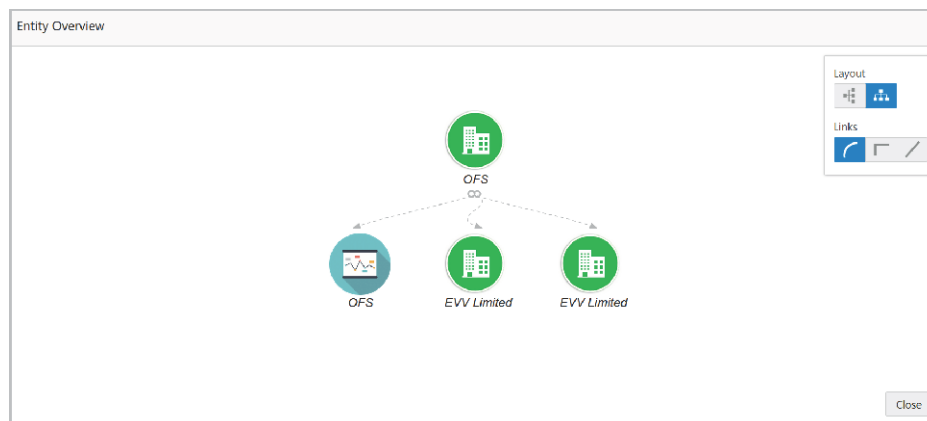 Entity Overview
Layout
Links
OFS
OFS
EVV Limited
EVV Limited
Close